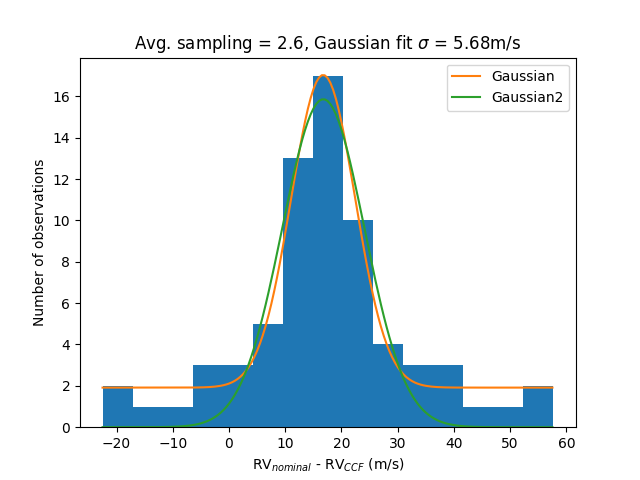 Avg. sampling = 2.6, Gaussian fit σ = 5.68m/s
Gaussian
Gaussian2
Number of observations
16
14
12
10
8
6
4
2
0
−20 −10 0 10 20 30 40 50 60
RV_nominal - RV_CCF (m/s)